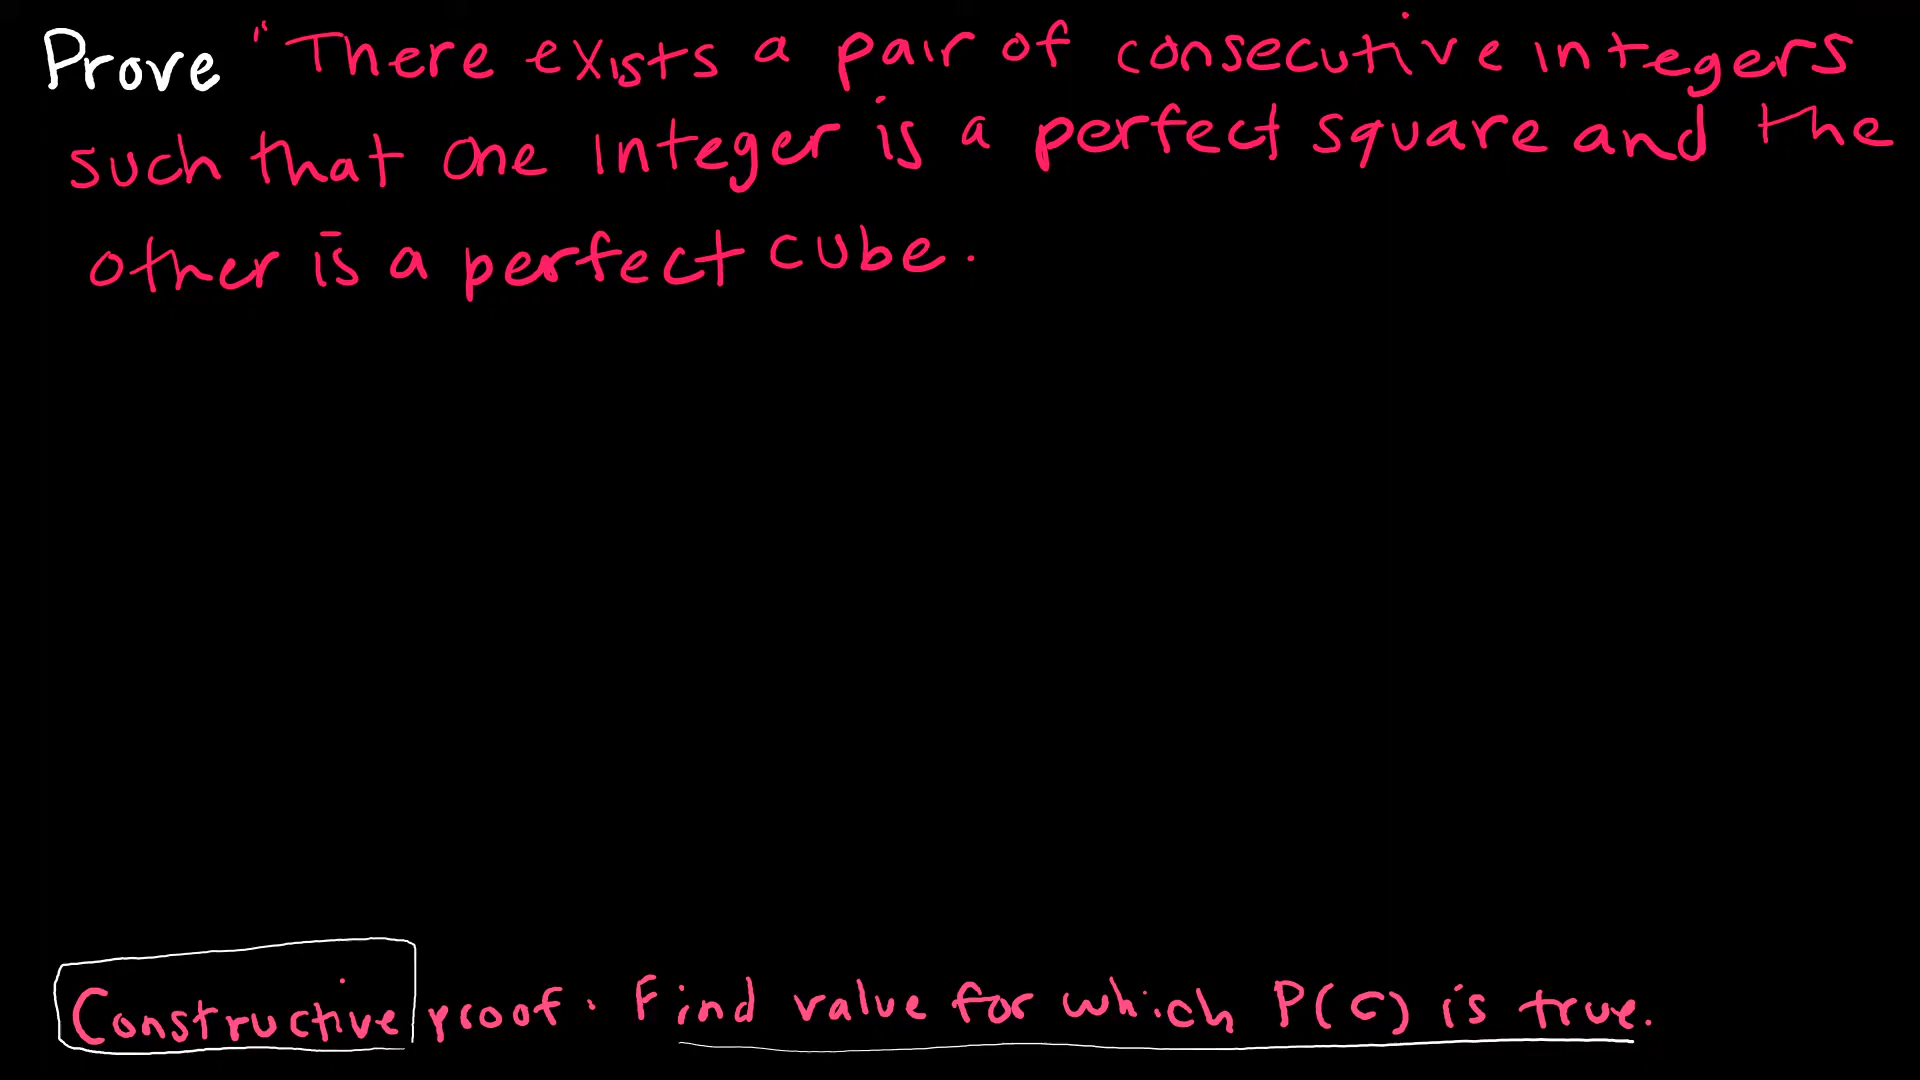 Prove "There exists a pair of consecutive integers
such that one integer is a perfect square and the
other is a perfect cube.
Constructive proof. Find value for which P(c) is true.